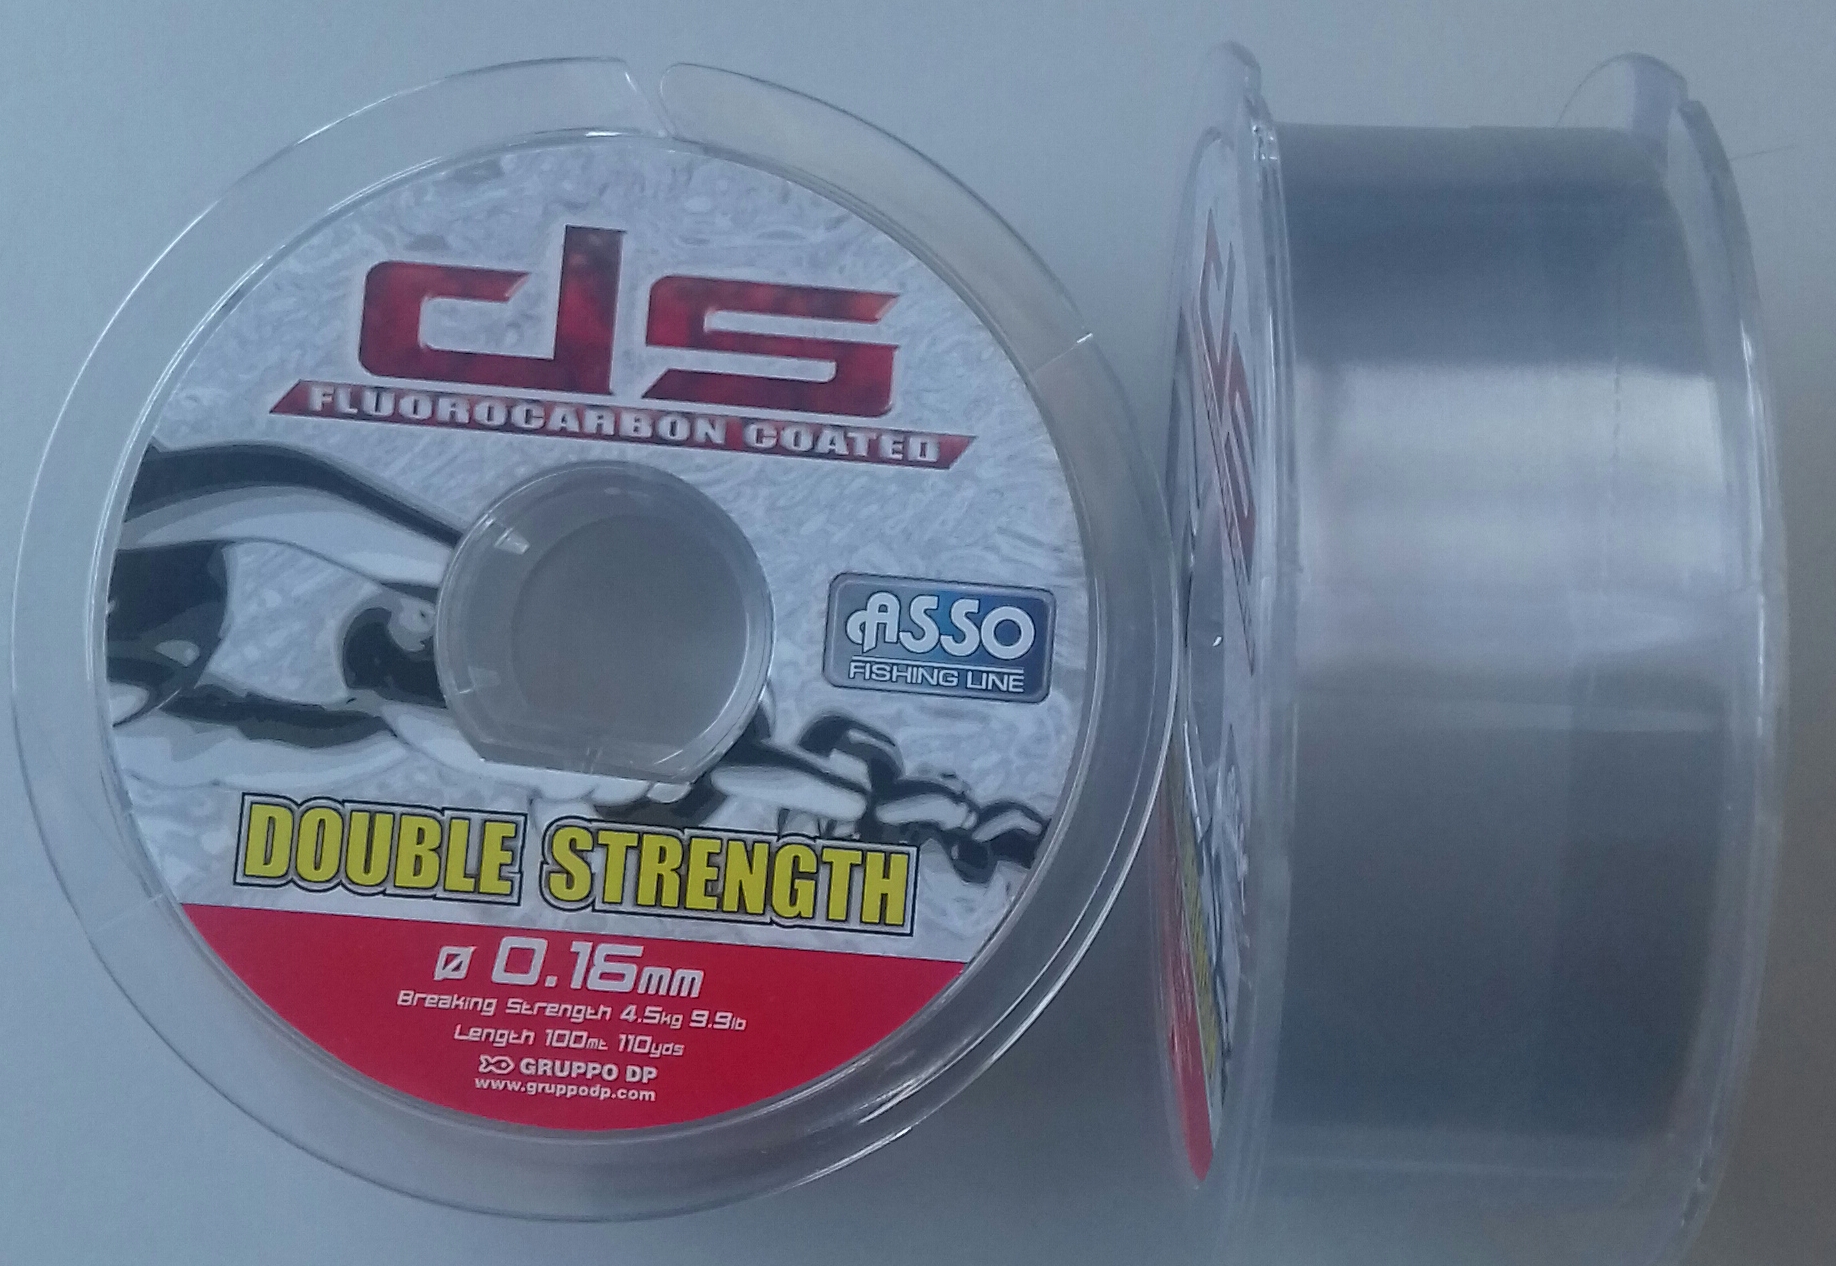 ds
FLUOROCARBON COATED
ASSO
FISHING LINE
DOUBLE STRENGTH
Ø 0.16mm
Breaking Strength 4.5kg 9.9lb
Length 100mt 110yds
GRUPPO DP
www.gruppodp.com